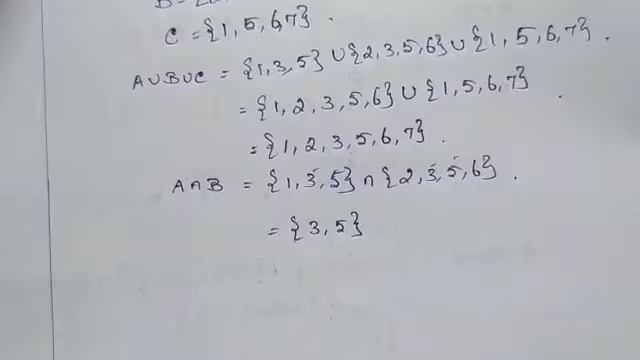 C = {1, 5, 6, 7} .
A∪B∪C = {1, 3, 5} ∪ {2, 3, 5, 6} ∪ {1, 5, 6, 7} .
= {1, 2, 3, 5, 6} ∪ {1, 5, 6, 7} .
= {1, 2, 3, 5, 6, 7} .
A∩B = {1, 3, 5} ∩ {2, 3, 5, 6} .
= {3, 5}